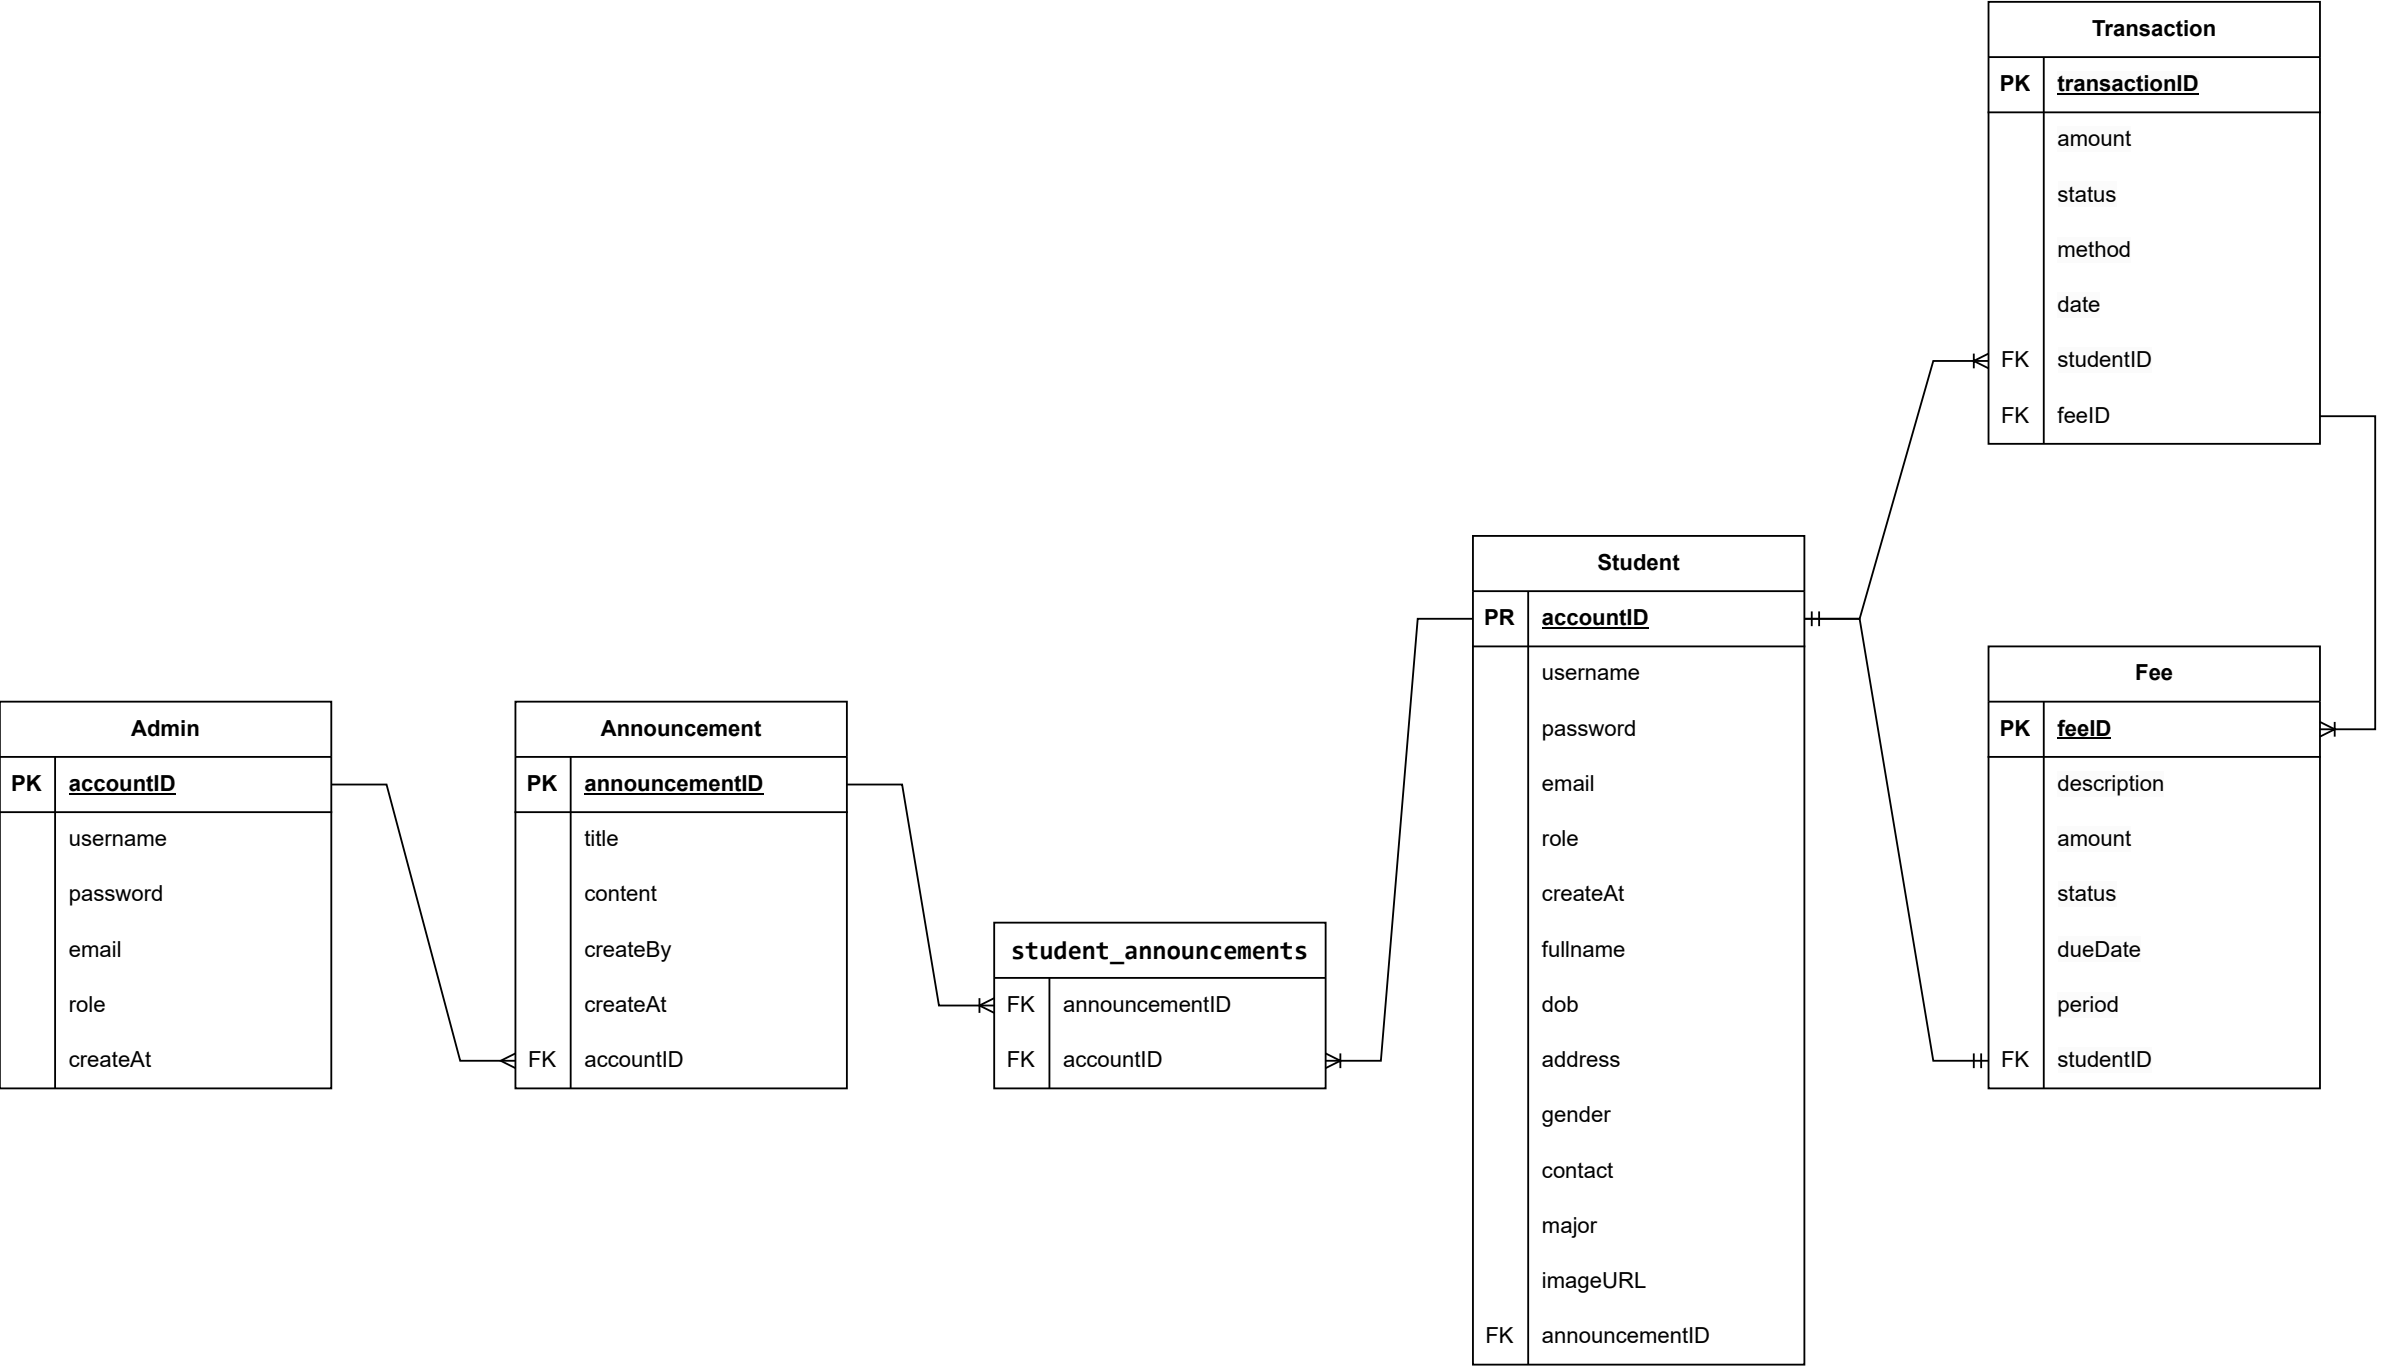 Transaction
PK transactionID
amount
status
method
date
FK studentID
FK feeID
Student
PR accountID
username
password
email
role
createAt
fullname
dob
address
gender
contact
major
imageURL
FK announcementID
Fee
PK feeID
description
amount
status
dueDate
period
FK studentID
Admin
PK accountID
username
password
email
role
createAt
Announcement
PK announcementID
title
content
createBy
createAt
FK accountID
student_announcements
FK announcementID
FK accountID